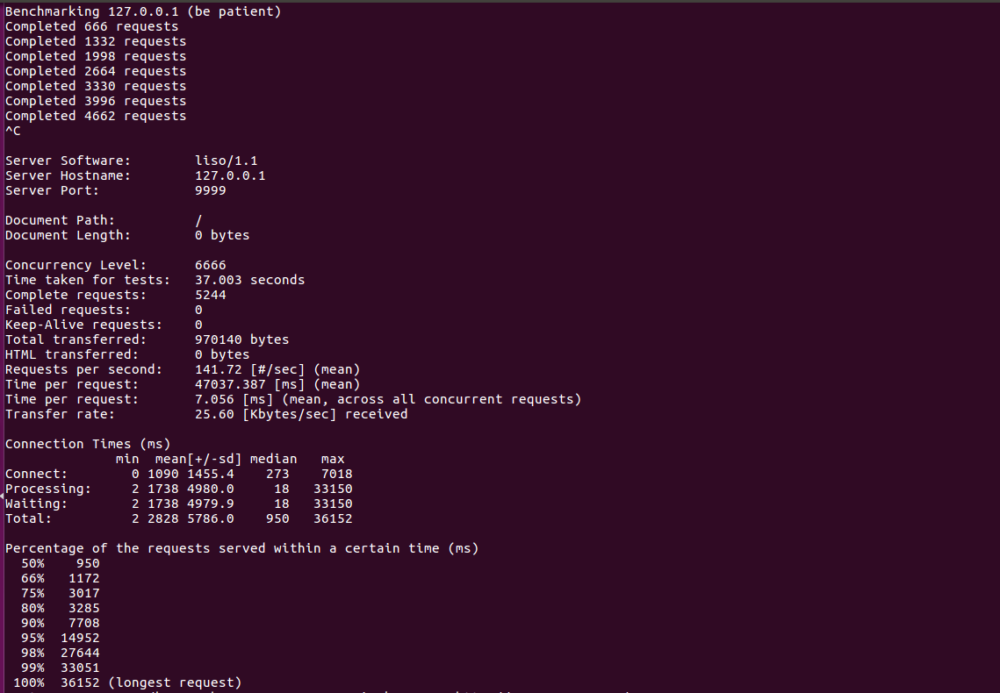 Benchmarking 127.0.0.1 (be patient)
Completed 666 requests
Completed 1332 requests
Completed 1998 requests
Completed 2664 requests
Completed 3330 requests
Completed 3996 requests
Completed 4662 requests
^C
Server Software:        liso/1.1
Server Hostname:        127.0.0.1
Server Port:            9999
Document Path:          /
Document Length:        0 bytes
Concurrency Level:      6666
Time taken for tests:   37.003 seconds
Complete requests:      5244
Failed requests:        0
Keep-Alive requests:    0
Total transferred:      970140 bytes
HTML transferred:       0 bytes
Requests per second:    141.72 [#/sec] (mean)
Time per request:       47037.387 [ms] (mean)
Time per request:       7.056 [ms] (mean, across all concurrent requests)
Transfer rate:          25.60 [Kbytes/sec] received
Connection Times (ms)
              min  mean[+/-sd] median   max
Connect:        0 1090 1455.4    273    7018
Processing:     2 1738 4980.0     18   33150
Waiting:        2 1738 4979.9     18   33150
Total:          2 2828 5786.0    950   36152
Percentage of the requests served within a certain time (ms)
  50%    950
  66%   1172
  75%   3017
  80%   3285
  90%   7708
  95%  14952
  98%  27644
  99%  33051
 100%  36152 (longest request)